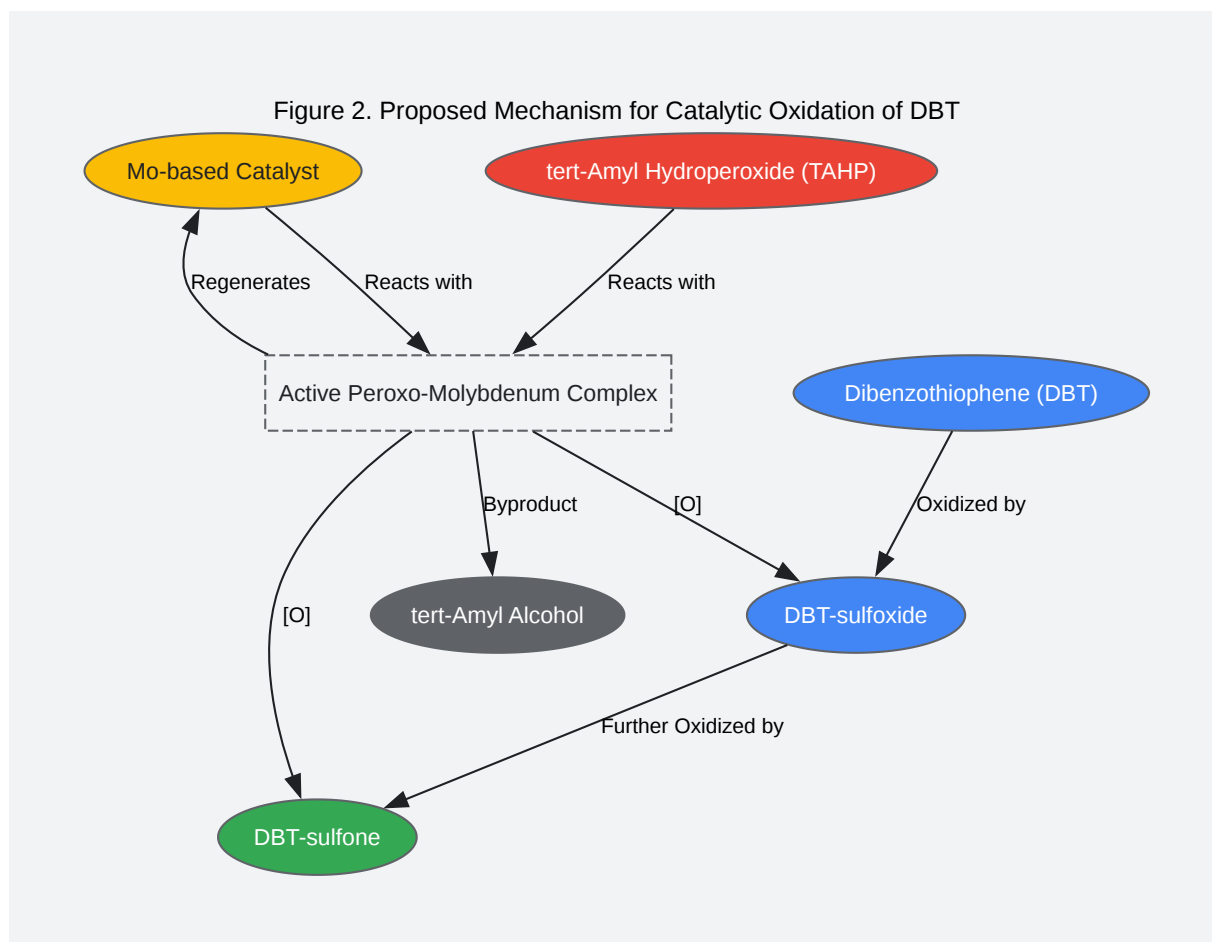 Figure 2. Proposed Mechanism for Catalytic Oxidation of DBT
Mo-based Catalyst
tert-Amyl Hydroperoxide (TAHP)
Regenerates
Reacts with
Reacts with
Active Peroxo-Molybdenum Complex
Dibenzothiophene (DBT)
Byproduct
[O]
Oxidized by
[O]
tert-Amyl Alcohol
DBT-sulfoxide
Further Oxidized by
DBT-sulfone